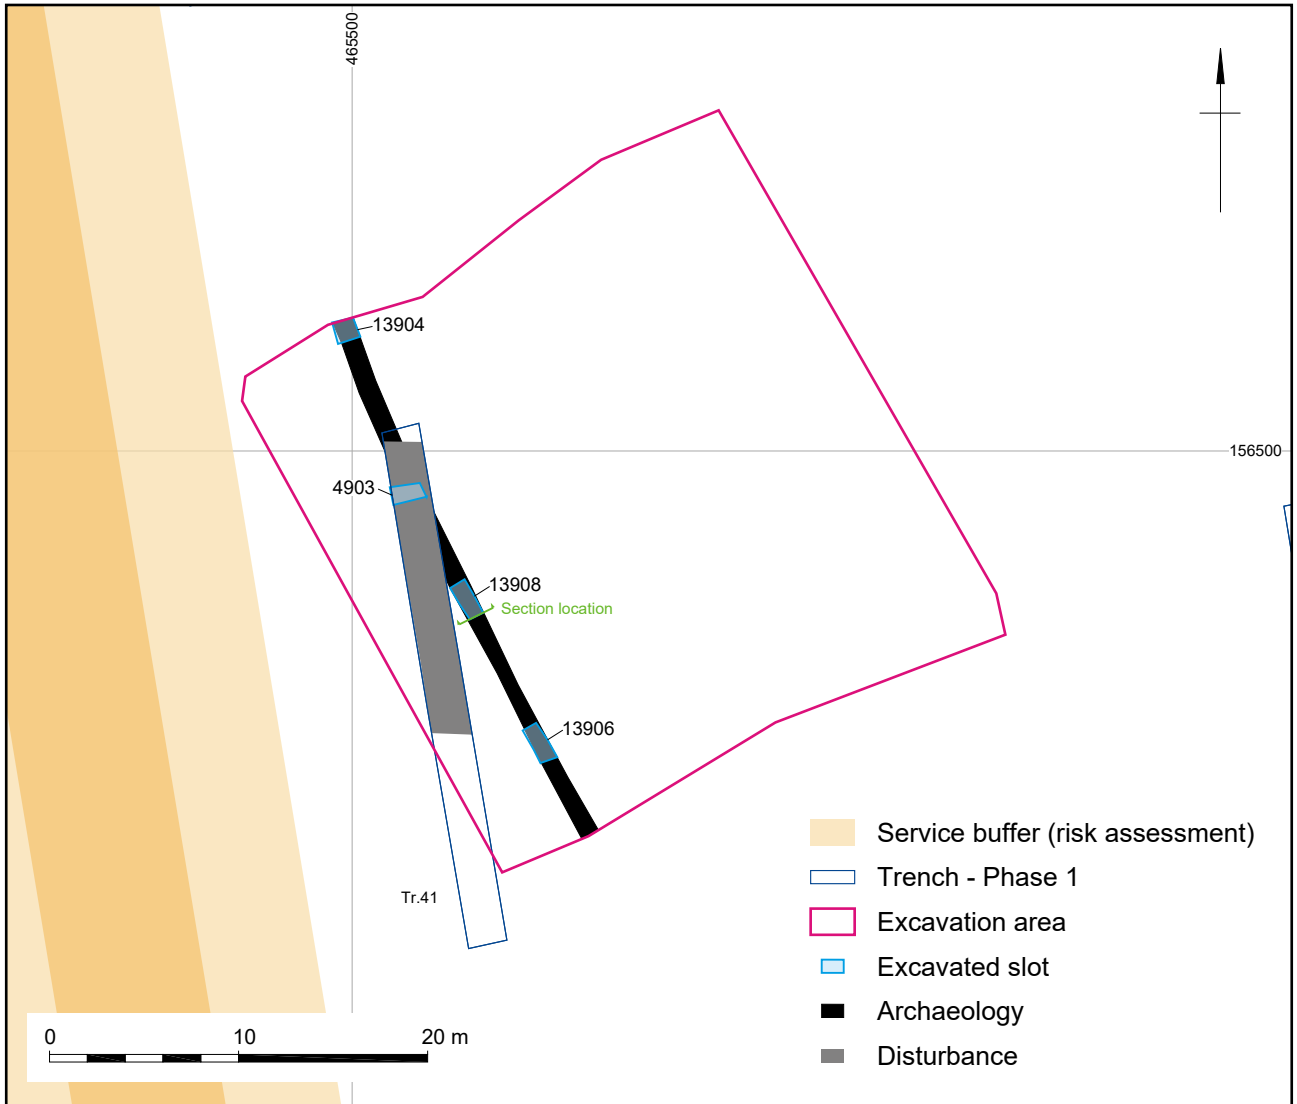 465500
13904
156500
4903
13908
Section location
13906
Tr.41
Service buffer (risk assessment)
Trench - Phase 1
Excavation area
Excavated slot
Archaeology
Disturbance
0 10 20 m